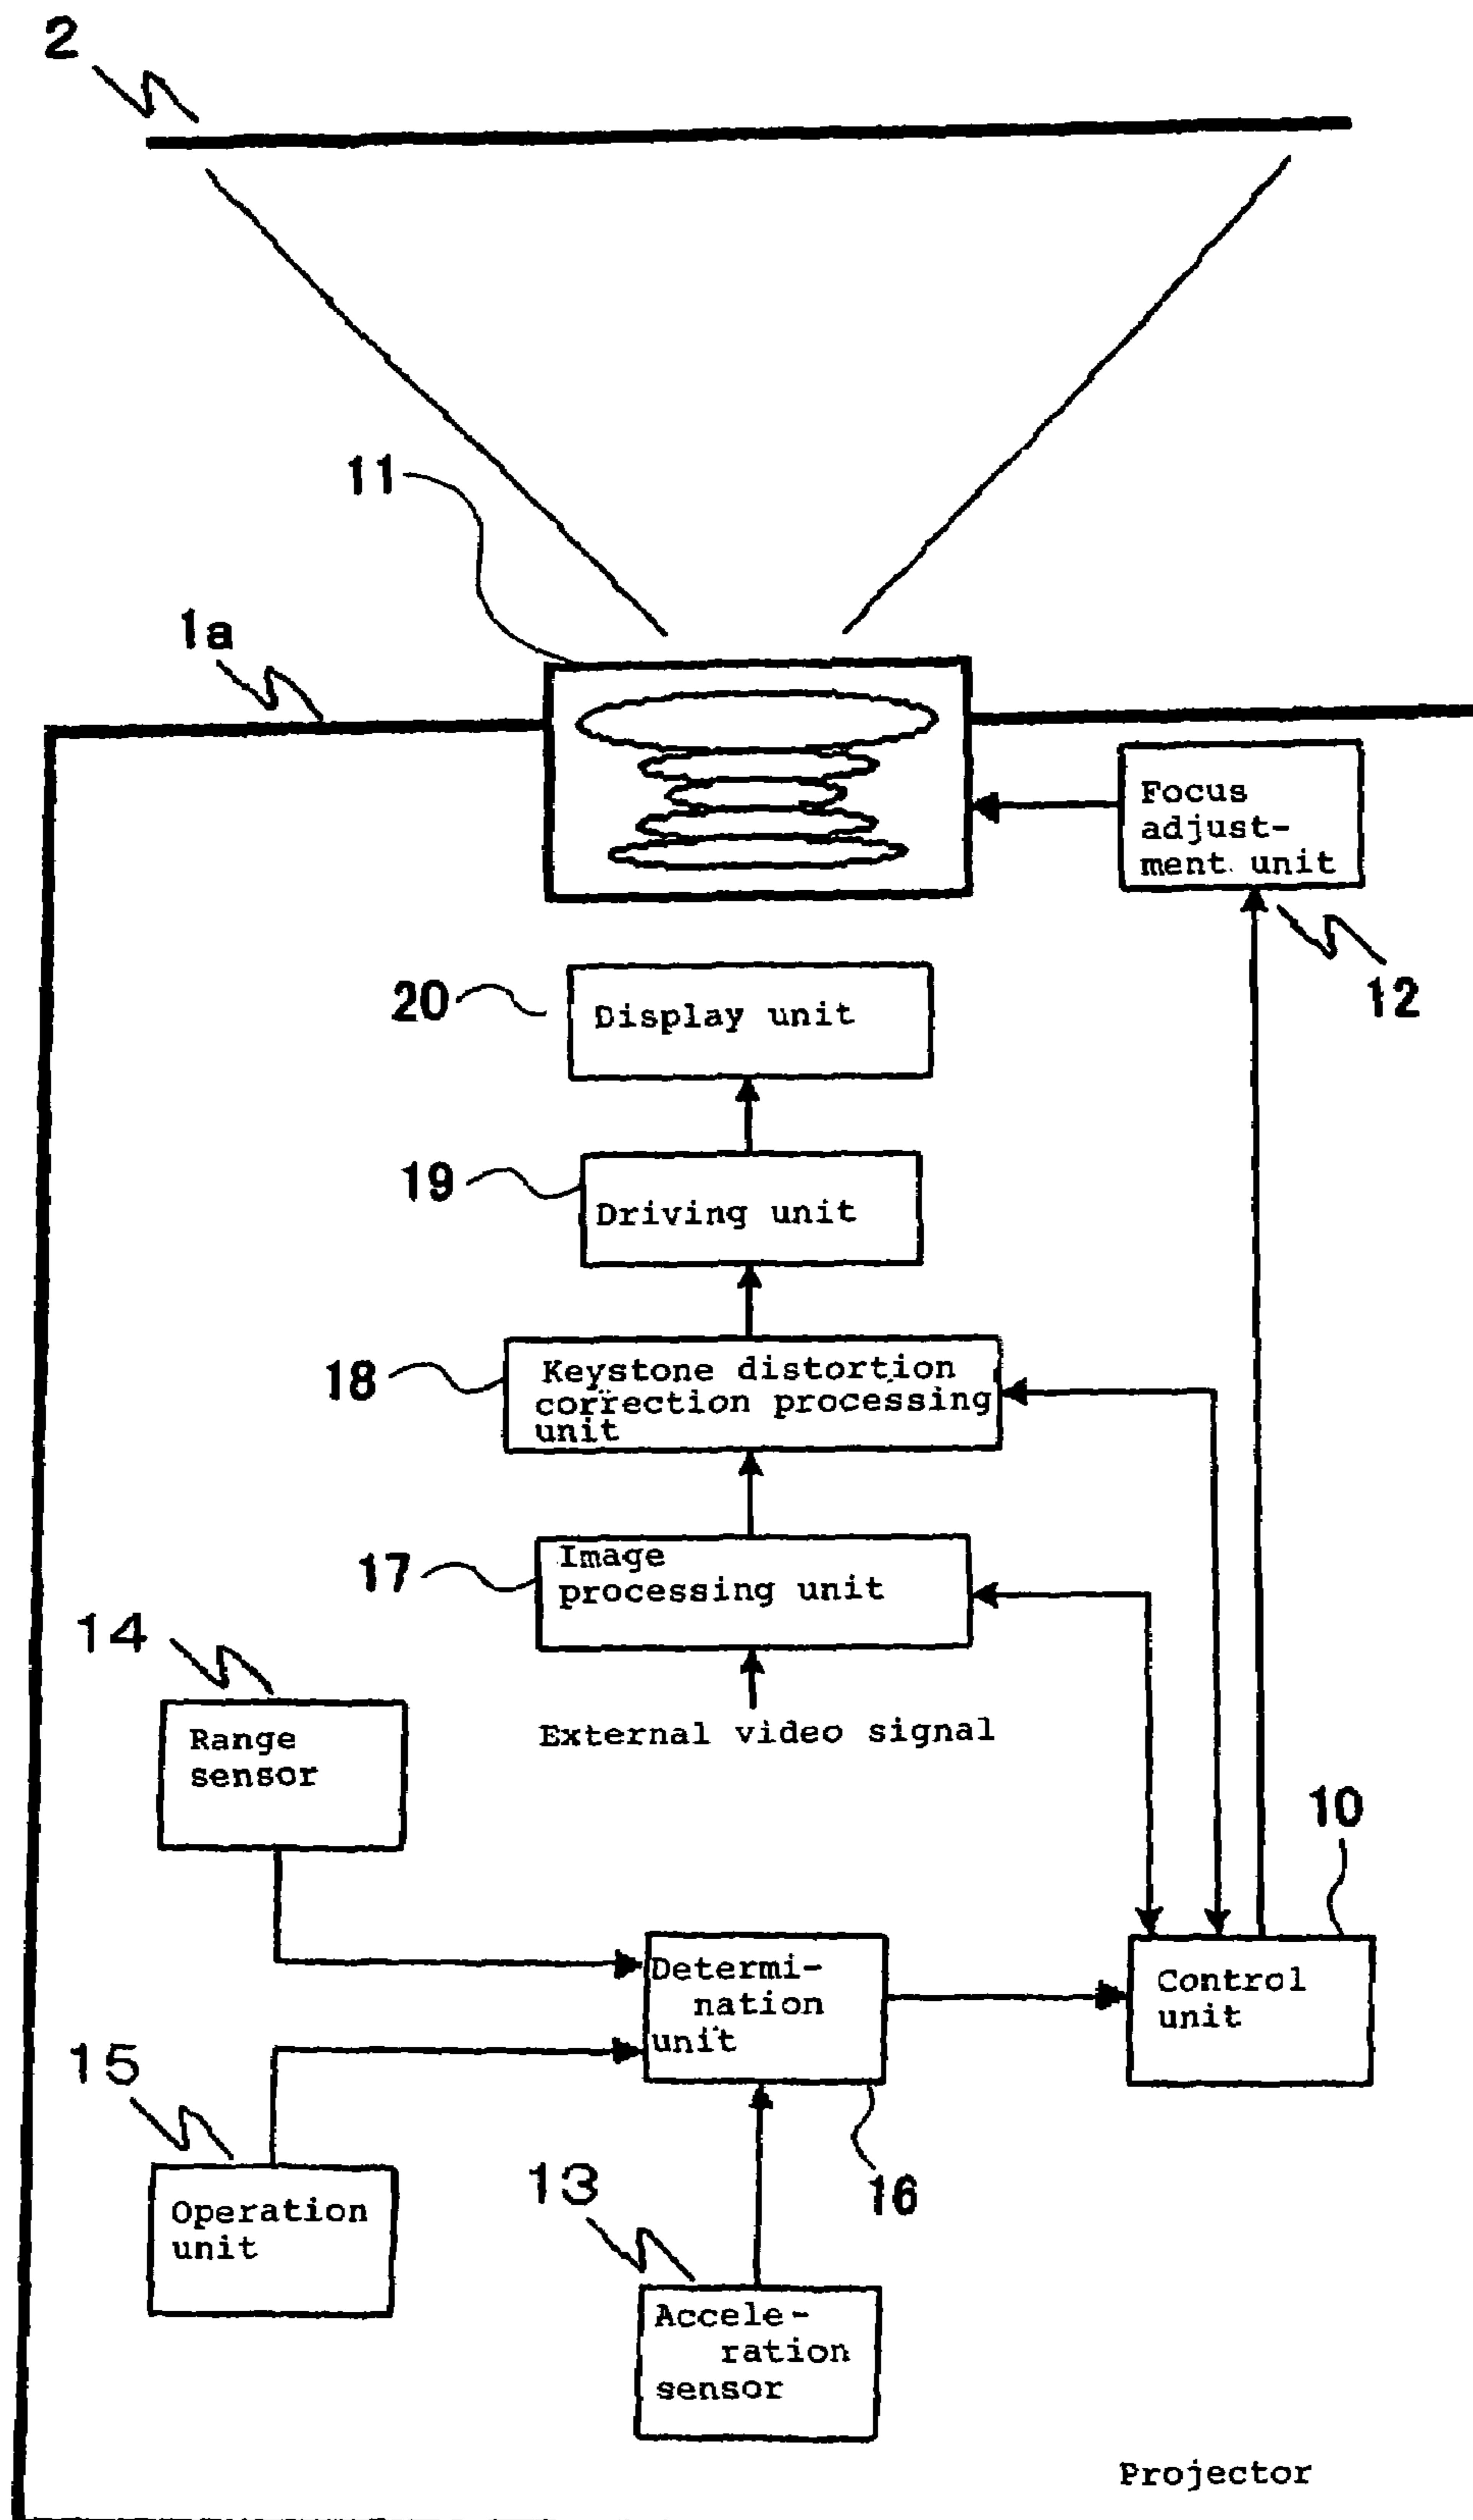 2
11
1a
Focus
adjust-
ment unit
12
20
Display unit
19
Driving unit
18
Keystone distortion
correction processing
unit
17
Image
processing unit
14
External video signal
Range
sensor
10
Determi-
nation
unit
Control
unit
15
16
13
Operation
unit
Accele-
ration
sensor
Projector